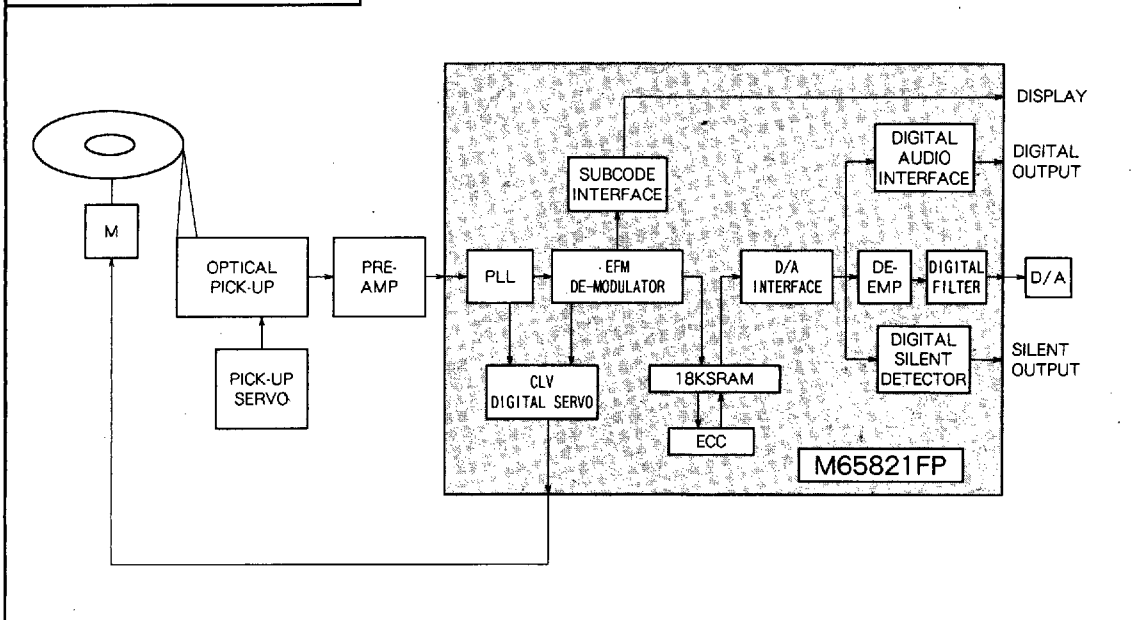 DISPLAY
DIGITAL
AUDIO
INTERFACE
DIGITAL
OUTPUT
SUBCODE
INTERFACE
M
OPTICAL
PICK-UP
PRE-
AMP
PLL
EFM
DE-MODULATOR
D/A
INTERFACE
DE-
EMP
DIGITAL
FILTER
D/A
DIGITAL
SILENT
DETECTOR
SILENT
OUTPUT
PICK-UP
SERVO
CLV
DIGITAL SERVO
18KSRAM
ECC
M65821FP